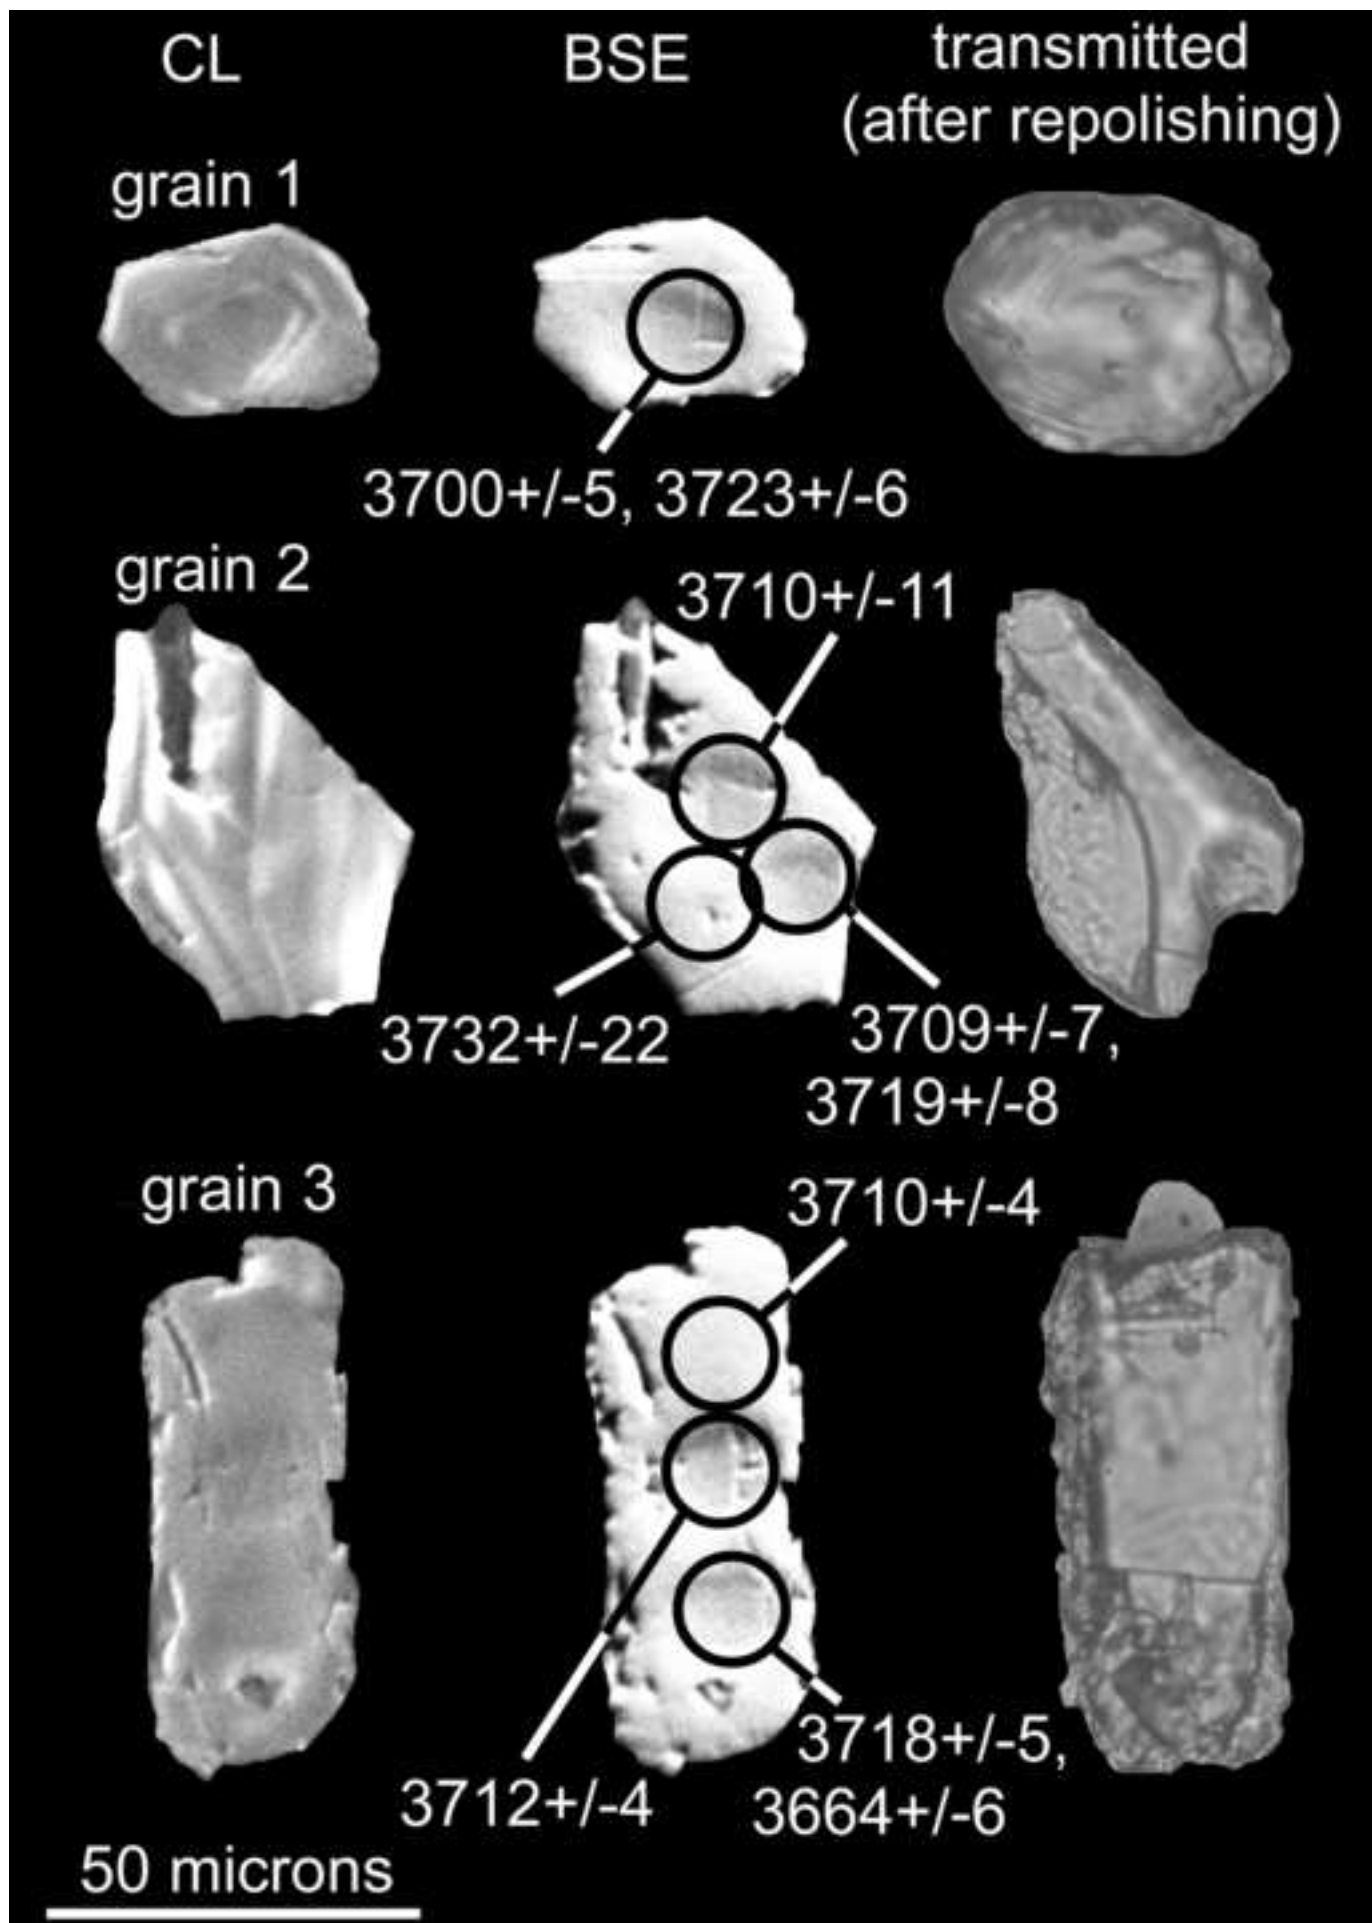 CL
BSE
transmitted
(after repolishing)
grain 1
3700+/-5, 3723+/-6
grain 2
3710+/-11
3732+/-22
3709+/-7,
3719+/-8
grain 3
3710+/-4
3718+/-5,
3712+/-4
3664+/-6
50 microns